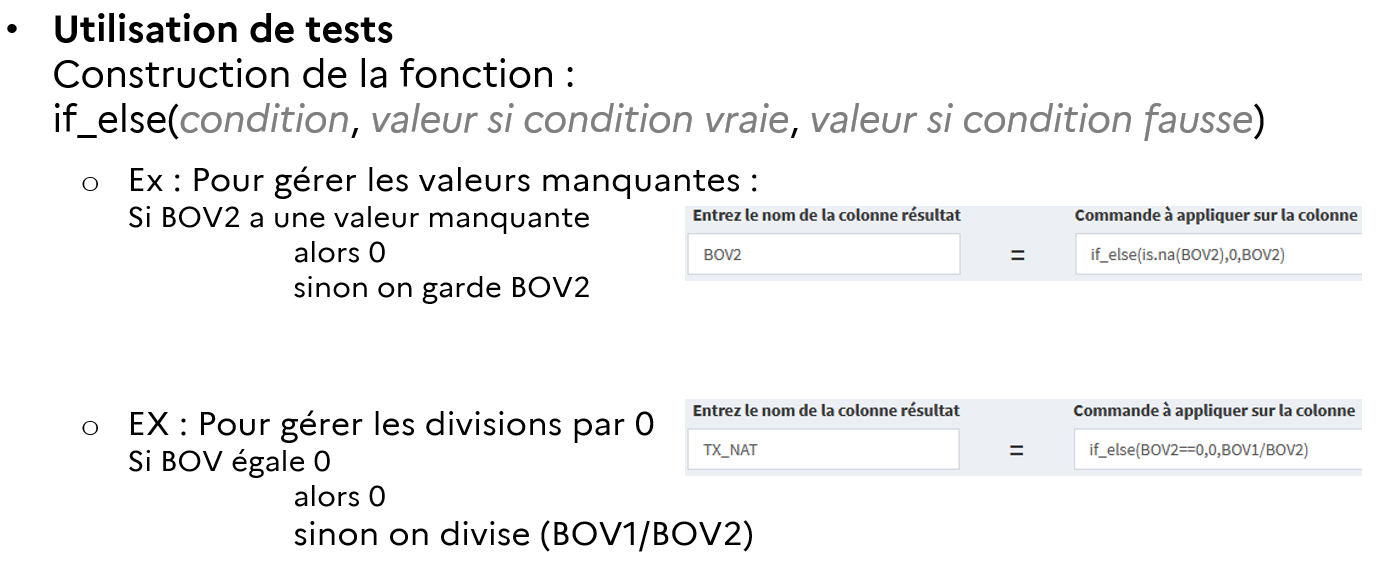 • Utilisation de tests
Construction de la fonction :
if_else(condition, valeur si condition vraie, valeur si condition fausse)
o Ex : Pour gérer les valeurs manquantes :
Si BOV2 a une valeur manquante
alors 0
sinon on garde BOV2
Entrez le nom de la colonne résultat Commande à appliquer sur la colonne
BOV2 = if_else(is.na(BOV2),0,BOV2)
o EX : Pour gérer les divisions par 0
Si BOV égale 0
alors 0
sinon on divise (BOV1/BOV2)
Entrez le nom de la colonne résultat Commande à appliquer sur la colonne
TX_NAT = if_else(BOV2==0,0,BOV1/BOV2)